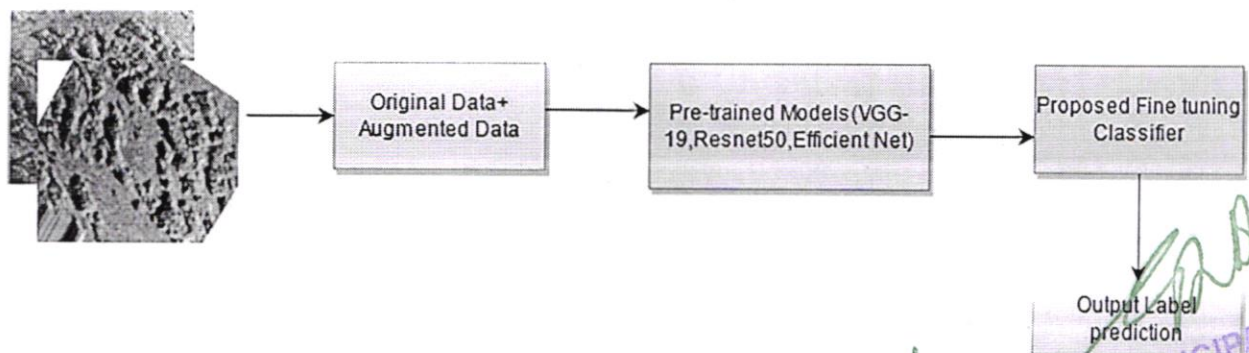 Original Data+
Augmented Data
Pre-trained Models(VGG-
19,Resnet50,Efficient Net)
Proposed Fine tuning
Classifier
Output Label
prediction